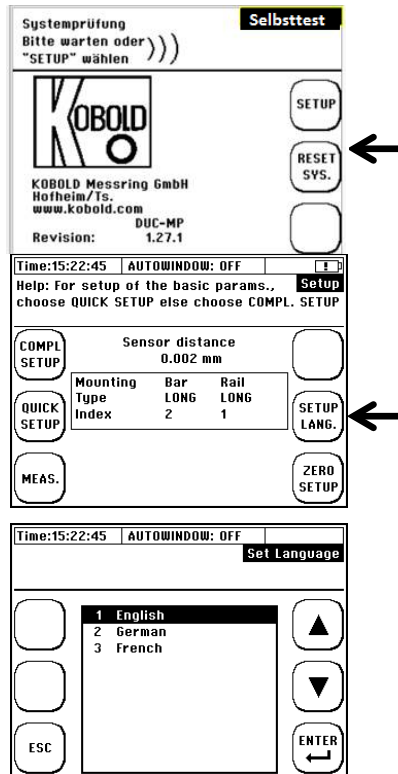 Systemprüfung
Selbsttest
Bitte warten oder )))
"SETUP" wählen
KOBOLD
SETUP
RESET
SYS.
KOBOLD Messring GmbH
Hofheim/Ts.
www.kobold.com
DUC-MP
Revision: 1.27.1
Time:15:22:45 AUTOWINDOW: OFF !
Help: For setup of the basic params., Setup
choose QUICK SETUP else choose COMPL. SETUP
COMPL
SETUP
Sensor distance
0.002 mm
Mounting Bar Rail
Type LONG LONG
Index 2 1
QUICK
SETUP
SETUP
LANG.
MEAS.
ZERO
SETUP
Time:15:22:45 AUTOWINDOW: OFF
Set Language
1 English
2 German
3 French
ESC
ENTER